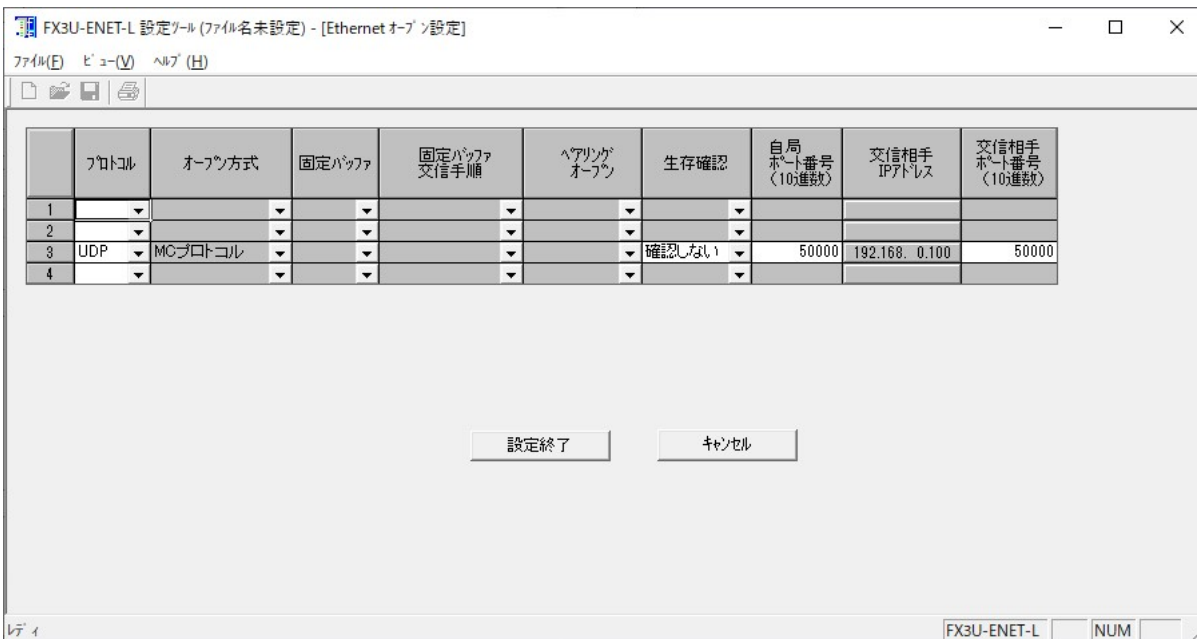 FX3U-ENET-L 設定ﾂｰﾙ (ﾌｧｲﾙ名未設定) - [Ethernet ｵｰﾌﾟﾝ設定]
ﾌｧｲﾙ(F) ﾋﾞｭｰ(V) ﾍﾙﾌﾟ(H)
ﾌﾟﾛﾄｺﾙ
ｵｰﾌﾟﾝ方式
固定ﾊﾞｯﾌｧ
固定ﾊﾞｯﾌｧ
交信手順
ﾍﾟｱﾘﾝｸﾞ
ｵｰﾌﾟﾝ
生存確認
自局
ﾎﾟｰﾄ番号
(10進数)
交信相手
IPｱﾄﾞﾚｽ
交信相手
ﾎﾟｰﾄ番号
(10進数)
1
2
3 UDP MCプロトコル 確認しない 50000 192.168. 0.100 50000
4
設定終了 ｷｬﾝｾﾙ
ﾚﾃﾞｨ FX3U-ENET-L NUM